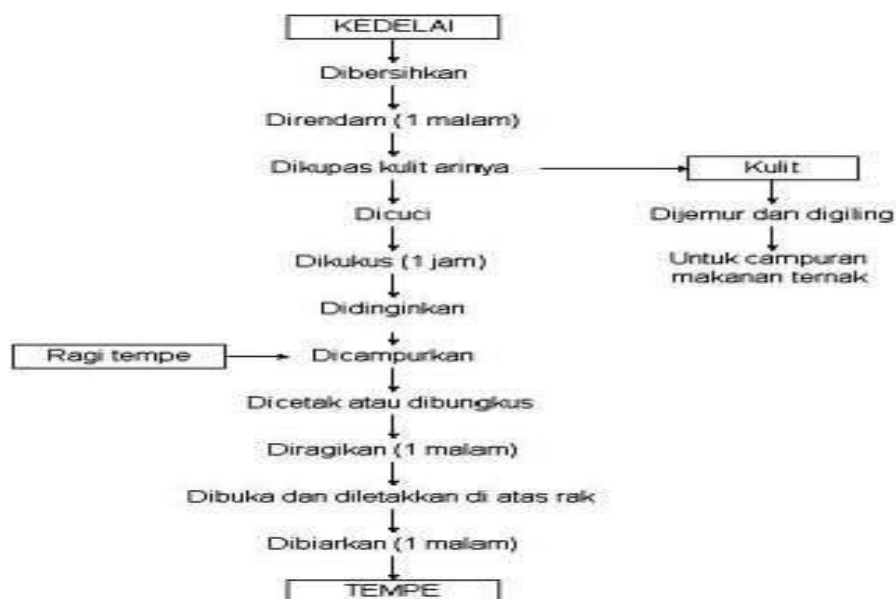 KEDELAI
Dibersihkan
Direndam (1 malam)
Dikupas kulit arinya
Kulit
Dicuci
Dijemur dan digiling
Dikukus (1 jam)
Untuk campuran
makanan ternak
Didinginkan
Ragi tempe
Dicampurkan
Dicetak atau dibungkus
Diragikan (1 malam)
Dibuka dan diletakkan di atas rak
Dibiarkan (1 malam)
TEMPE